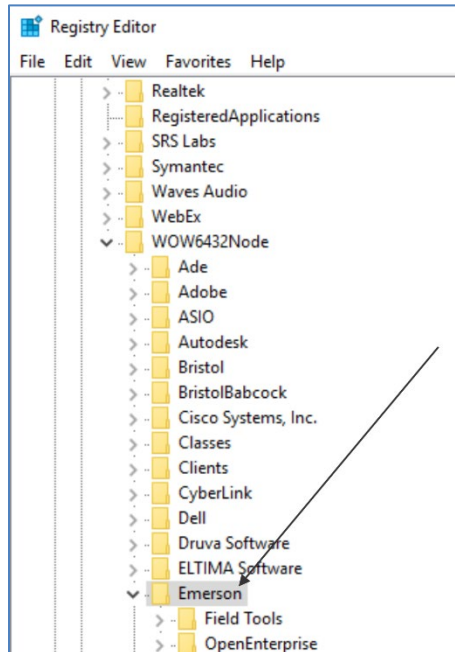 Registry Editor
File Edit View Favorites Help
Realtek
RegisteredApplications
SRS Labs
Symantec
Waves Audio
WebEx
WOW6432Node
Ade
Adobe
ASIO
Autodesk
Bristol
BristolBabcock
Cisco Systems, Inc.
Classes
Clients
CyberLink
Dell
Druva Software
ELTIMA Software
Emerson
Field Tools
OpenEnterprise